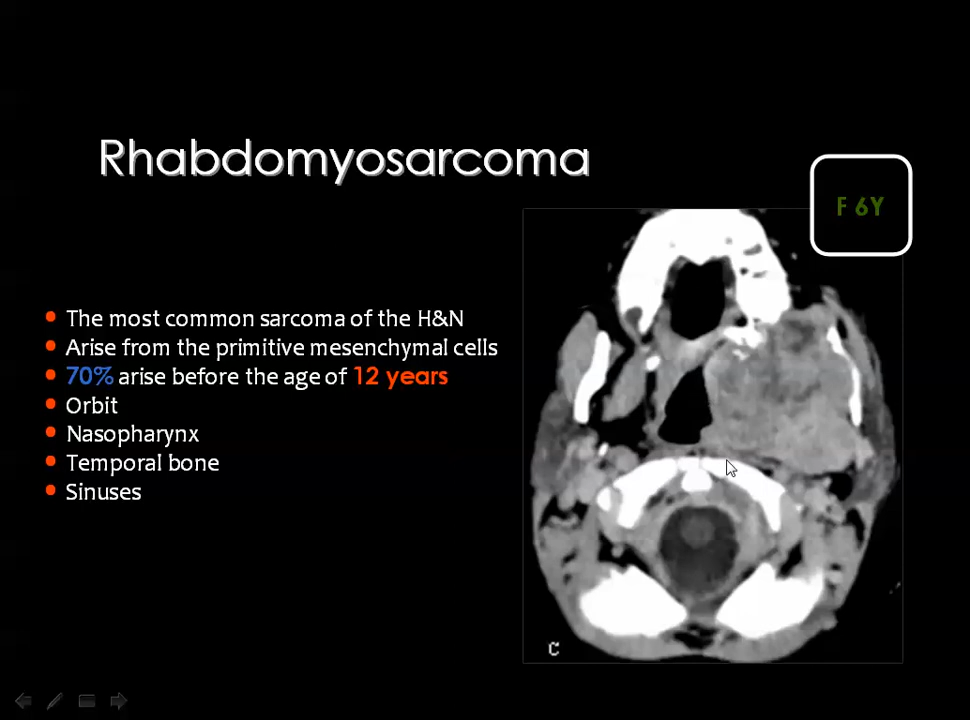 Rhabdomyosarcoma
F 6Y
The most common sarcoma of the H&N
Arise from the primitive mesenchymal cells
70% arise before the age of 12 years
Orbit
Nasopharynx
Temporal bone
Sinuses
C